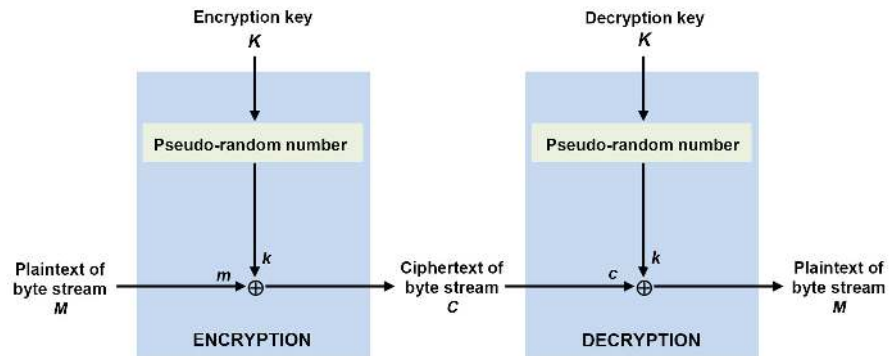 Encryption key
K
Decryption key
K
Pseudo-random number
Pseudo-random number
k
k
Plaintext of
byte stream
M
m
⊕
Ciphertext of
byte stream
C
c
⊕
Plaintext of
byte stream
M
ENCRYPTION
DECRYPTION